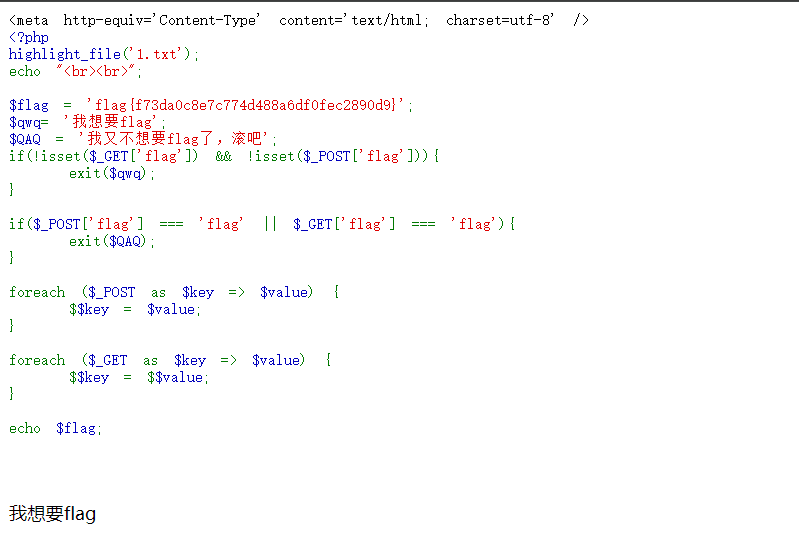 <meta http-equiv='Content-Type' content='text/html; charset=utf-8' />
<?php
highlight_file('1.txt');
echo "<br><br>";
$flag = 'flag{f73da0c8e7c774d488a6df0fec2890d9}';
$qwq= '我想要flag';
$QAQ = '我又不想要flag了，滚吧';
if(!isset($_GET['flag']) && !isset($_POST['flag'])){
exit($qwq);
}
if($_POST['flag'] === 'flag' || $_GET['flag'] === 'flag'){
exit($QAQ);
}
foreach ($_POST as $key => $value) {
$$key = $value;
}
foreach ($_GET as $key => $value) {
$$key = $$value;
}
echo $flag;
我想要flag